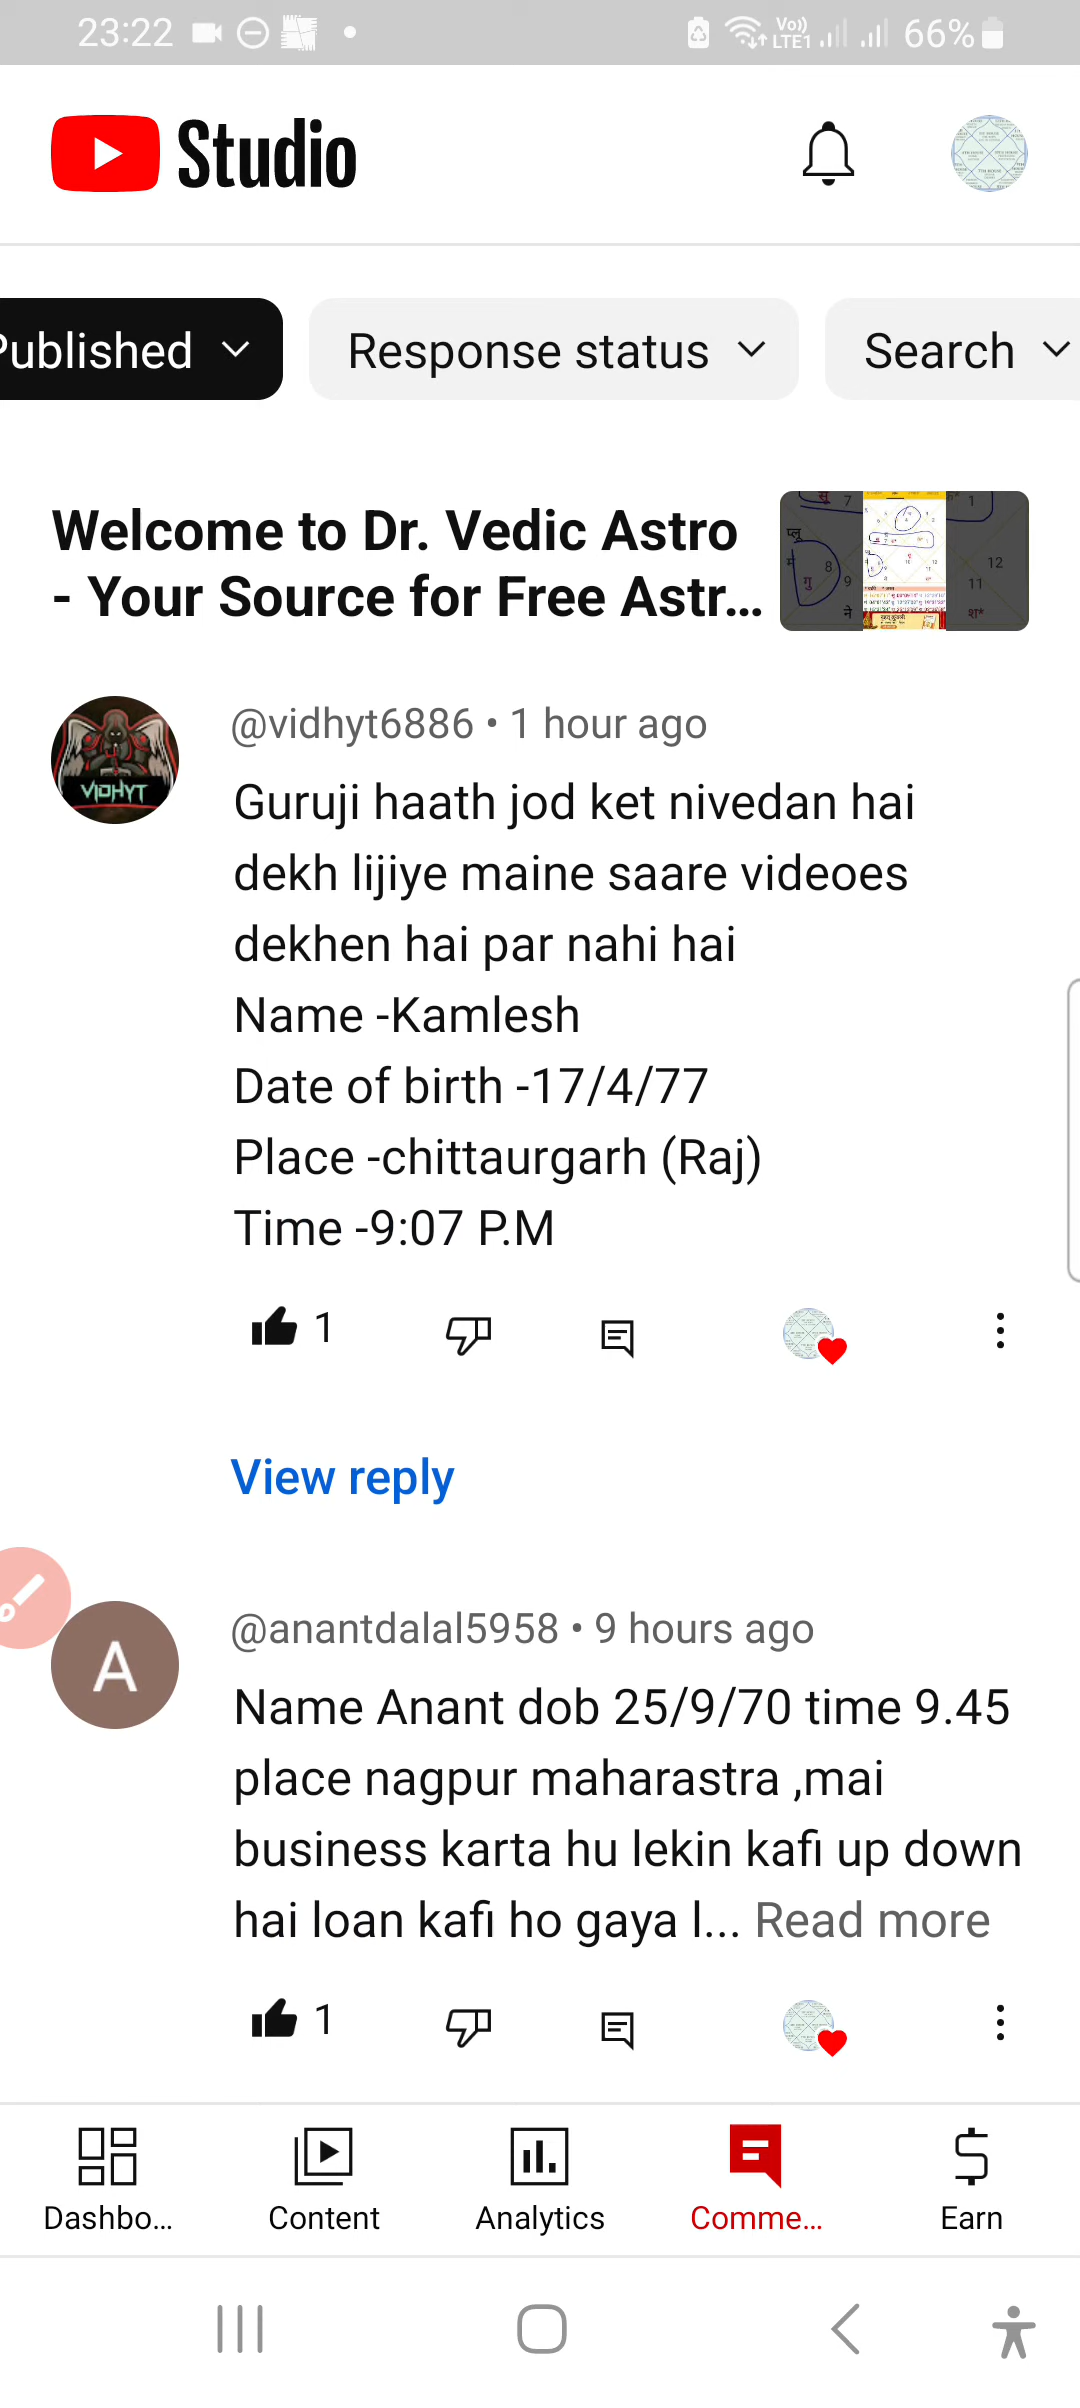 23:22
Vo))
LTE1
66%
Studio
Published
Response status
Search
Welcome to Dr. Vedic Astro
- Your Source for Free Astr...
VIDHYT
@vidhyt6886 • 1 hour ago
Guruji haath jod ket nivedan hai
dekh lijiye maine saare videoes
dekhen hai par nahi hai
Name -Kamlesh
Date of birth -17/4/77
Place -chittaurgarh (Raj)
Time -9:07 P.M
1
View reply
A
@anantdalal5958 • 9 hours ago
Name Anant dob 25/9/70 time 9.45
place nagpur maharastra ,mai
business karta hu lekin kafi up down
hai loan kafi ho gaya l... Read more
1
Dashbo...
Content
Analytics
Comme...
Earn